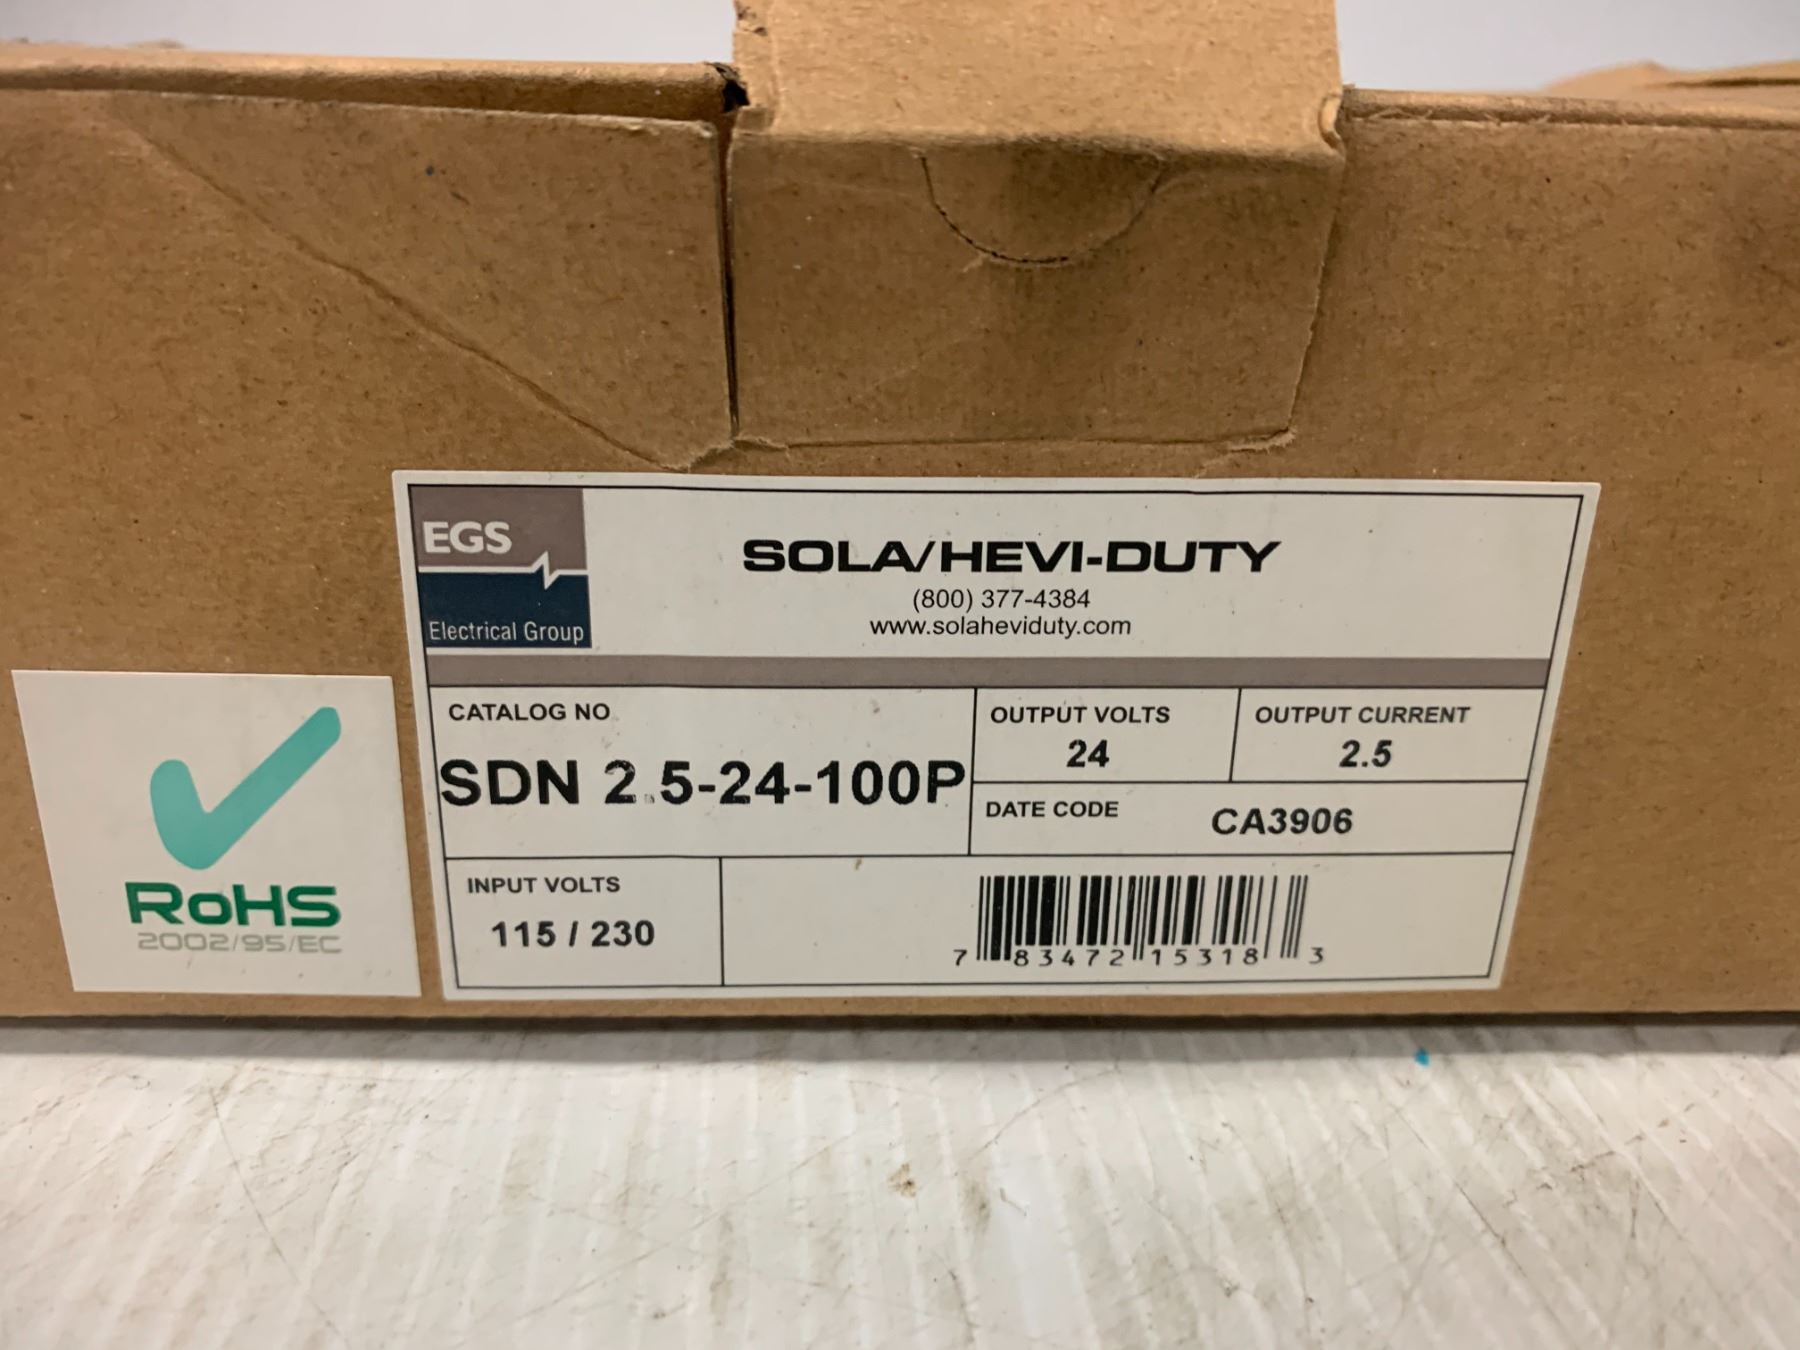 EGS
Electrical Group
SOLA/HEVI-DUTY
(800) 377-4384
www.solaheviduty.com
CATALOG NO
SDN 2.5-24-100P
OUTPUT VOLTS
24
OUTPUT CURRENT
2.5
DATE CODE CA3906
INPUT VOLTS
115 / 230
7 83472 15318 3
RoHS
2002/95/EC